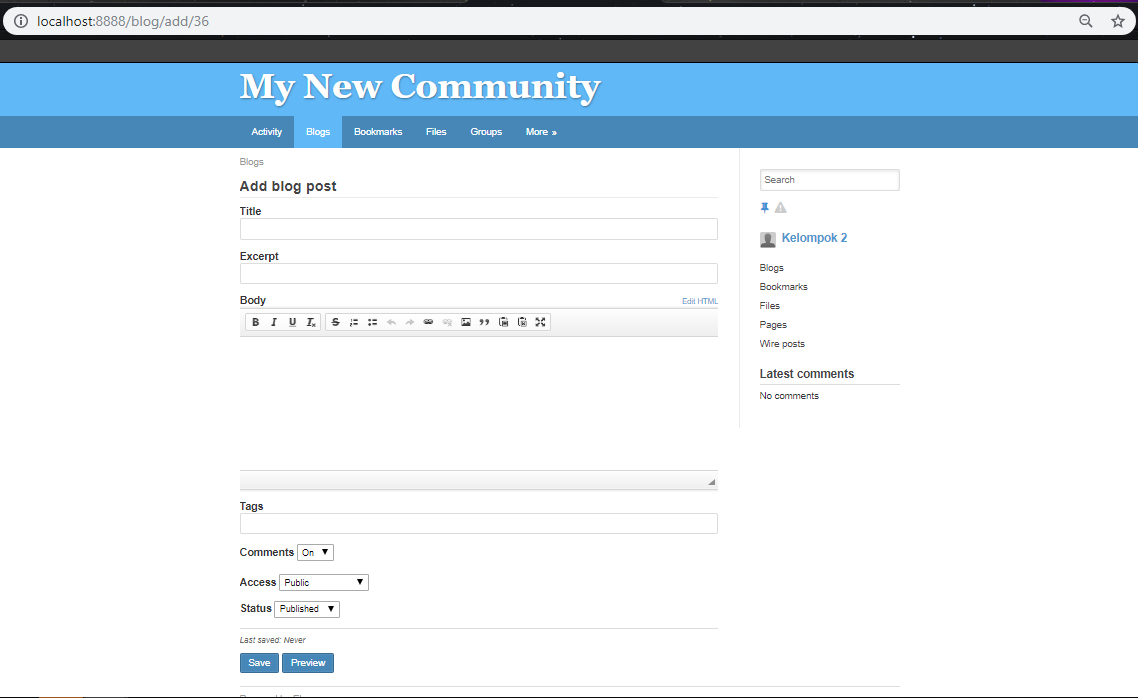 localhost:8888/blog/add/36
My New Community
Activity Blogs Bookmarks Files Groups More »
Blogs
Add blog post
Title
Excerpt
Body Edit HTML
Tags
Comments On
Access Public
Status Published
Last saved: Never
Save Preview
Search
Kelompok 2
Blogs
Bookmarks
Files
Pages
Wire posts
Latest comments
No comments